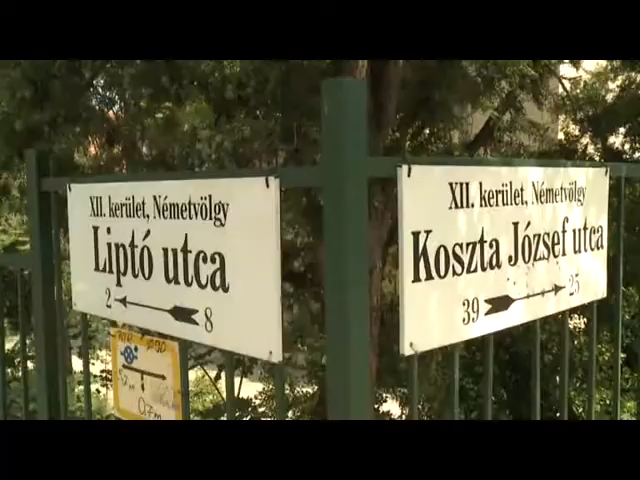 XII. kerület, Németvölgy
Liptó utca
2 8
XII. kerület, Németvölgy
Koszta József utca
39 25